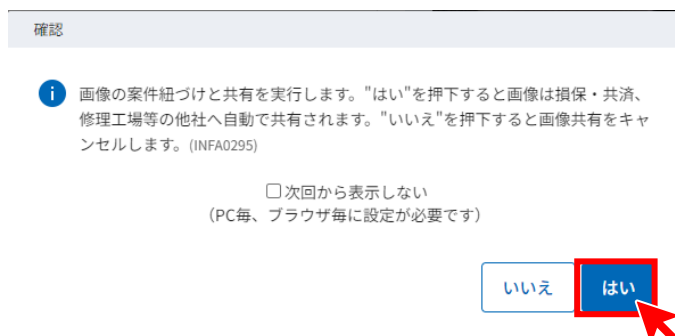 確認
画像の案件紐づけと共有を実行します。"はい"を押下すると画像は損保・共済、
修理工場等の他社へ自動で共有されます。"いいえ"を押下すると画像共有をキャ
ンセルします。(INFA0295)
次回から表示しない
（PC毎、ブラウザ毎に設定が必要です）
いいえ はい